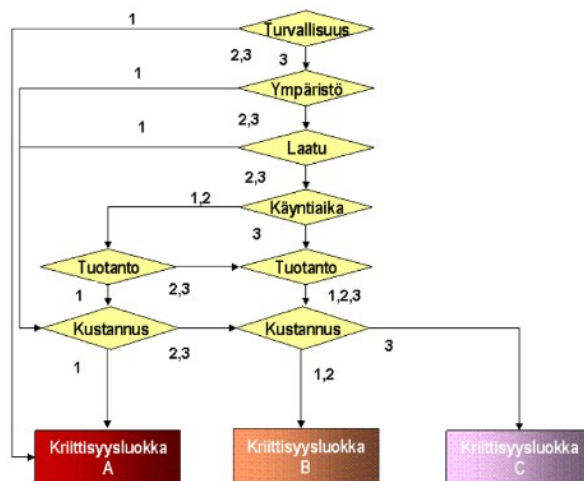 1
Turvallisuus
2,3
3
1
Ympäristö
2,3
1
Laatu
2,3
1,2
Käyntiaika
3
Tuotanto
2,3
Tuotanto
1
1,2,3
Kustannus
2,3
Kustannus
3
1
1,2
Kriittisyysluokka
A
Kriittisyysluokka
B
Kriittisyysluokka
C